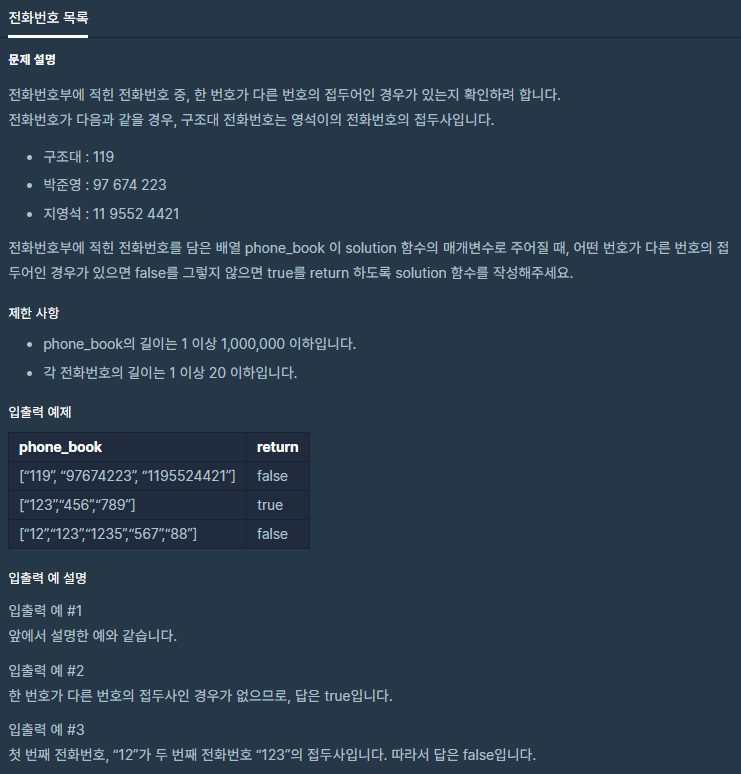 전화번호 목록
문제 설명
전화번호부에 적힌 전화번호 중, 한 번호가 다른 번호의 접두어인 경우가 있는지 확인하려 합니다.
전화번호가 다음과 같을 경우, 구조대 전화번호는 영석이의 전화번호의 접두사입니다.
• 구조대 : 119
• 박준영 : 97 674 223
• 지영석 : 11 9552 4421
전화번호부에 적힌 전화번호를 담은 배열 phone_book 이 solution 함수의 매개변수로 주어질 때, 어떤 번호가 다른 번호의 접
두어인 경우가 있으면 false를 그렇지 않으면 true를 return 하도록 solution 함수를 작성해주세요.
제한 사항
• phone_book의 길이는 1 이상 1,000,000 이하입니다.
• 각 전화번호의 길이는 1 이상 20 이하입니다.
입출력 예제
phone_book return
[“119”, “97674223”, “1195524421”] false
[“123”,“456”,“789”] true
[“12”,“123”,“1235”,“567”,“88”] false
입출력 예 설명
입출력 예 #1
앞에서 설명한 예와 같습니다.
입출력 예 #2
한 번호가 다른 번호의 접두사인 경우가 없으므로, 답은 true입니다.
입출력 예 #3
첫 번째 전화번호, “12”가 두 번째 전화번호 “123”의 접두사입니다. 따라서 답은 false입니다.